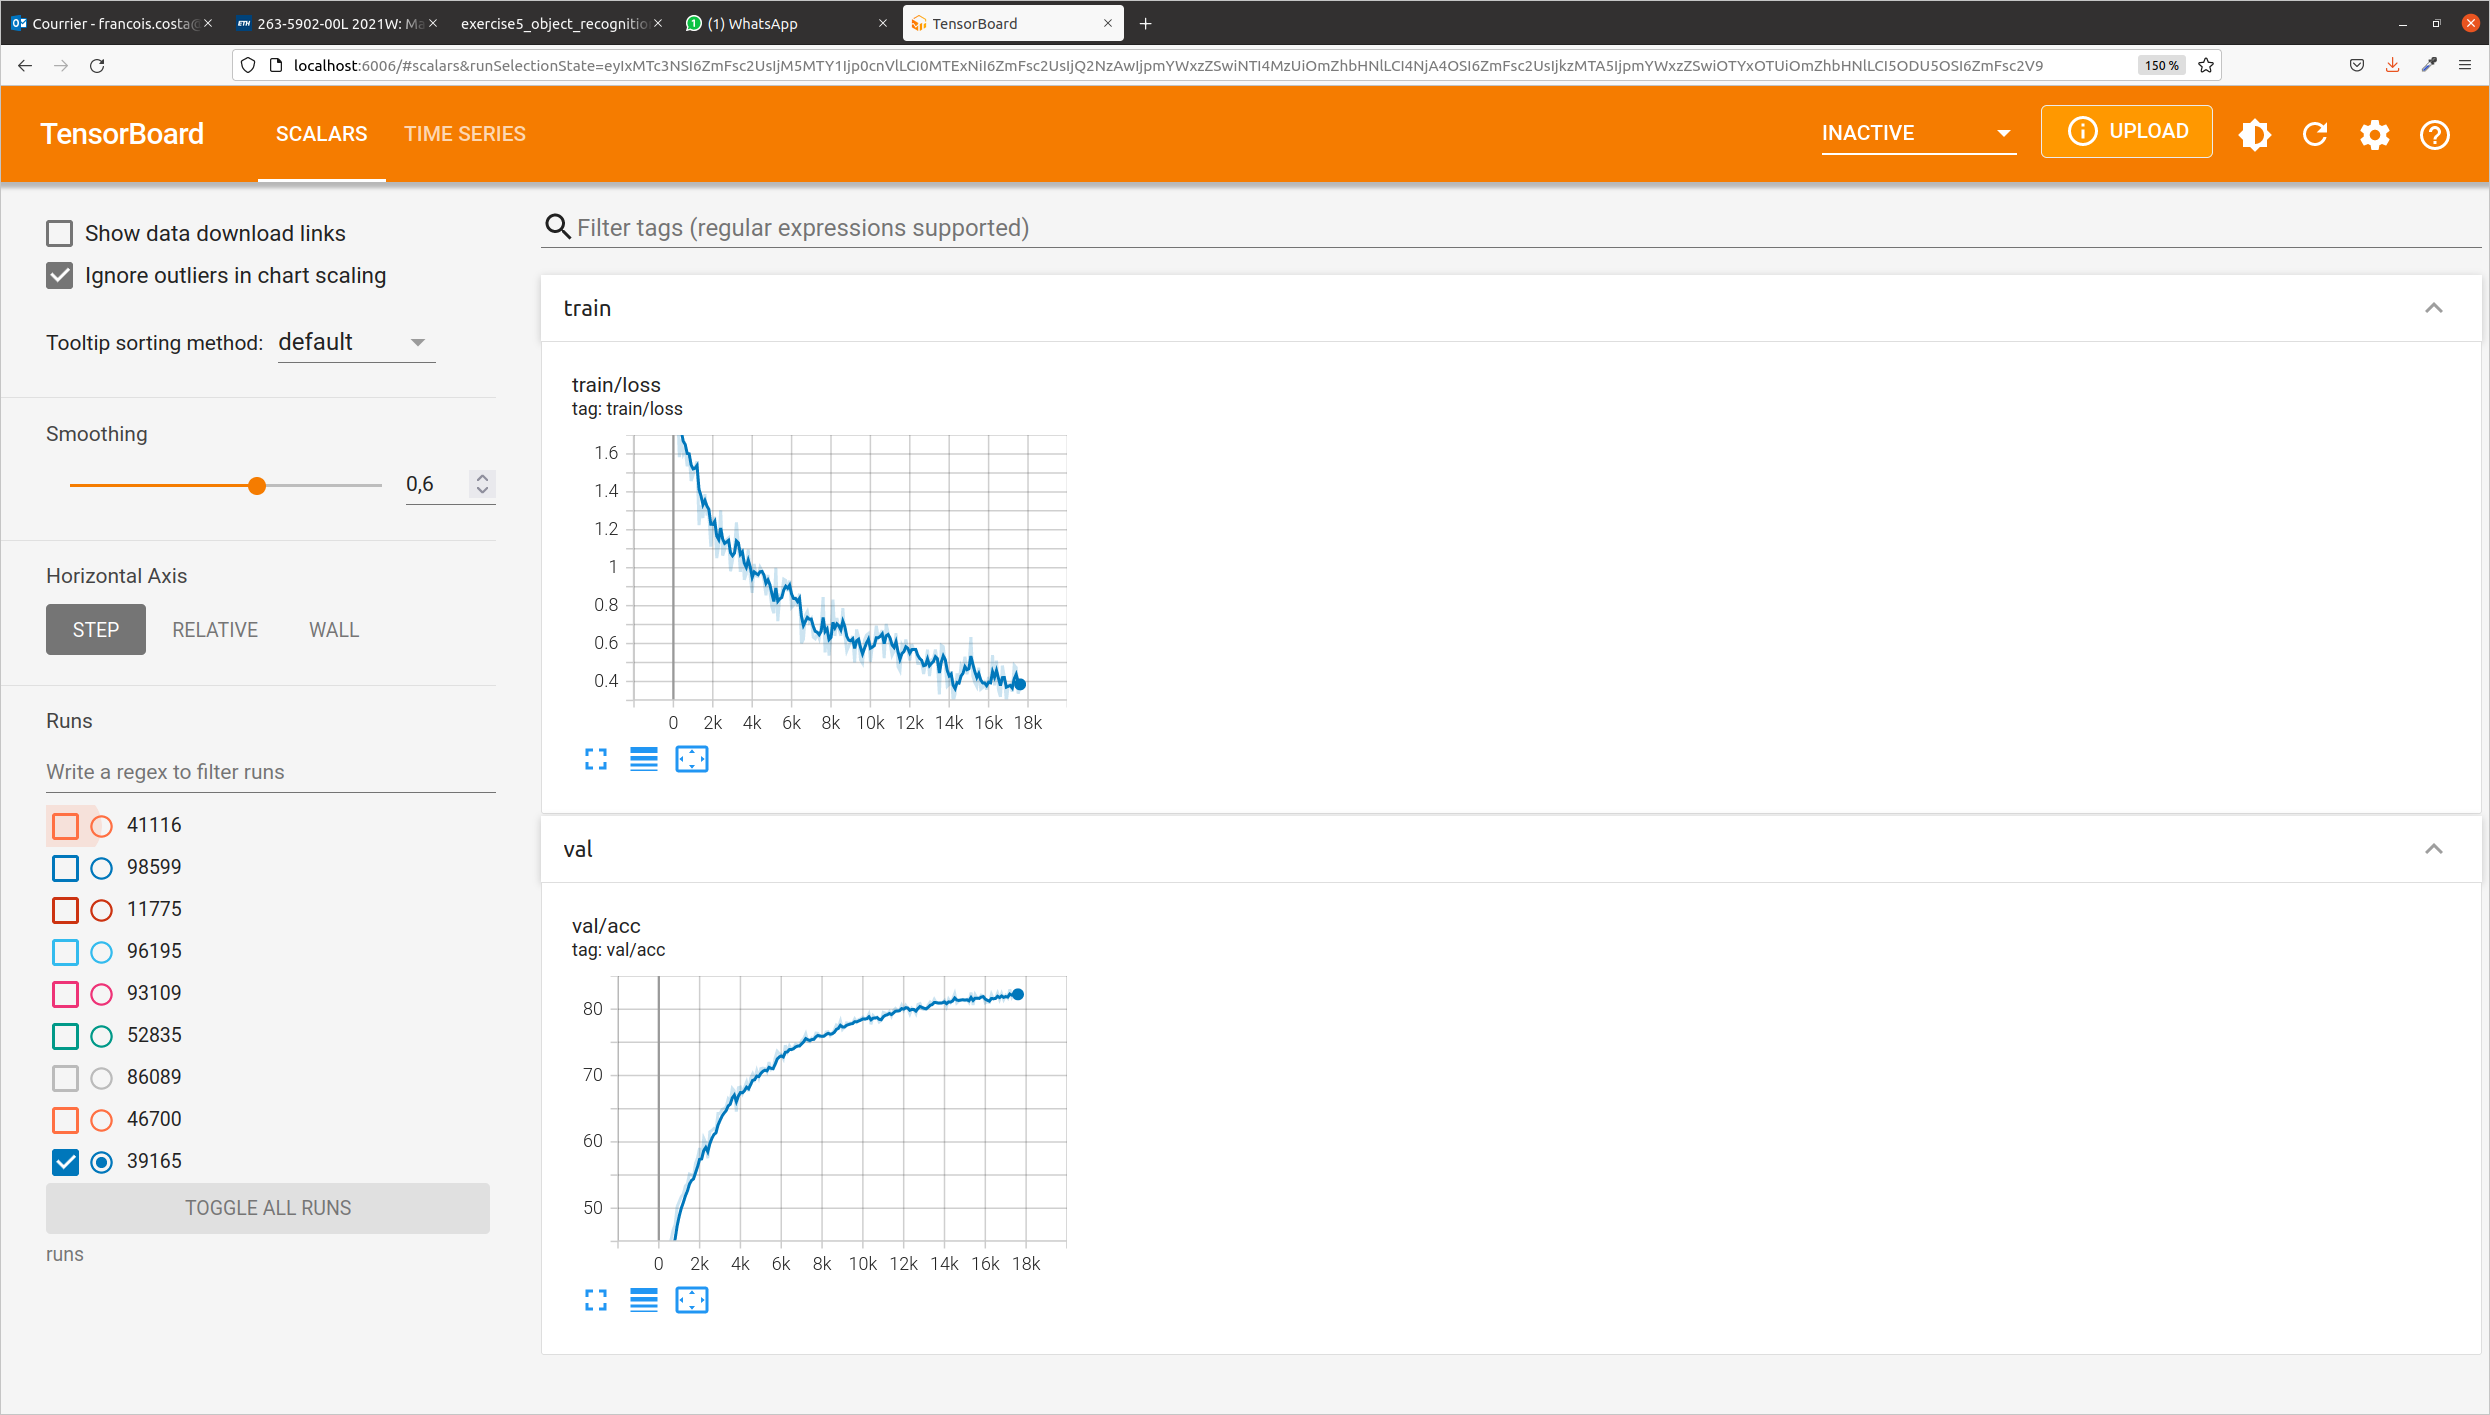 Courrier - francois.costa@
263-5902-00L 2021W: Ma
exercise5_object_recognitio
(1) WhatsApp
TensorBoard
localhost:6006/#scalars&runSelectionState=eyIxMTc3NSI6ZmFsc2UsIjM5MTY1Ijp0cnVlLCI0MTExNiI6ZmFsc2UsIjQ2NzAwIjpmYWxzZSwiNTI4MzUiOmZhbHNlLCI4NjA4OSI6ZmFsc2UsIjkzMTA5IjpmYWxzZSwiOTYxOTUiOmZhbHNlLCI5ODU5OSI6ZmFsc2V9
150 %
TensorBoard
SCALARS
TIME SERIES
INACTIVE
UPLOAD
Show data download links
Ignore outliers in chart scaling
Tooltip sorting method: default
Smoothing
0,6
Horizontal Axis
STEP
RELATIVE
WALL
Runs
Write a regex to filter runs
41116
98599
11775
96195
93109
52835
86089
46700
39165
TOGGLE ALL RUNS
runs
Filter tags (regular expressions supported)
train
train/loss
tag: train/loss
1.6
1.4
1.2
1
0.8
0.6
0.4
0 2k 4k 6k 8k 10k 12k 14k 16k 18k
val
val/acc
tag: val/acc
80
70
60
50
0 2k 4k 6k 8k 10k 12k 14k 16k 18k